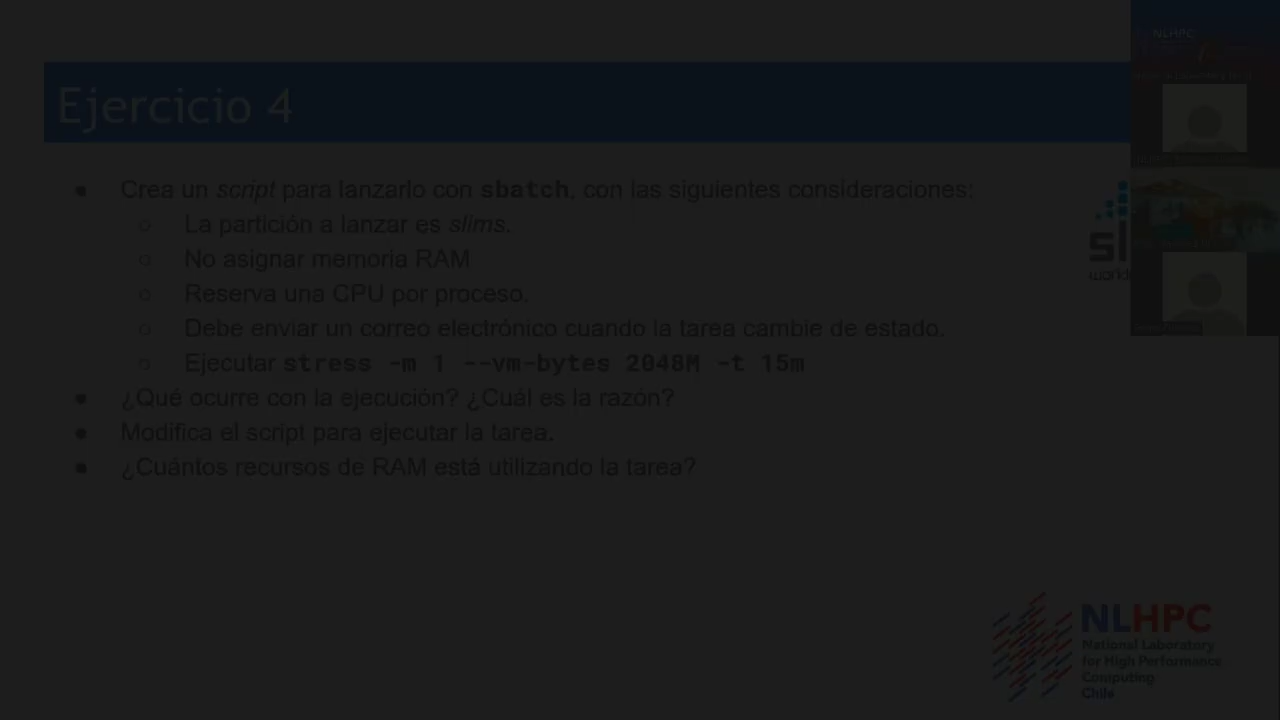 Ejercicio 4
NLHPC
Crea un script para lanzarlo con sbatch, con las siguientes consideraciones:
La partición a lanzar es slims.
No asignar memoria RAM
Reserva una CPU por proceso.
Debe enviar un correo electrónico cuando la tarea cambie de estado.
Ejecutar stress -m 1 --vm-bytes 2048M -t 15m
¿Qué ocurre con la ejecución? ¿Cuál es la razón?
Modifica el script para ejecutar la tarea.
¿Cuántos recursos de RAM está utilizando la tarea?
NLHPC
National Laboratory
for High Performance
Computing
Chile